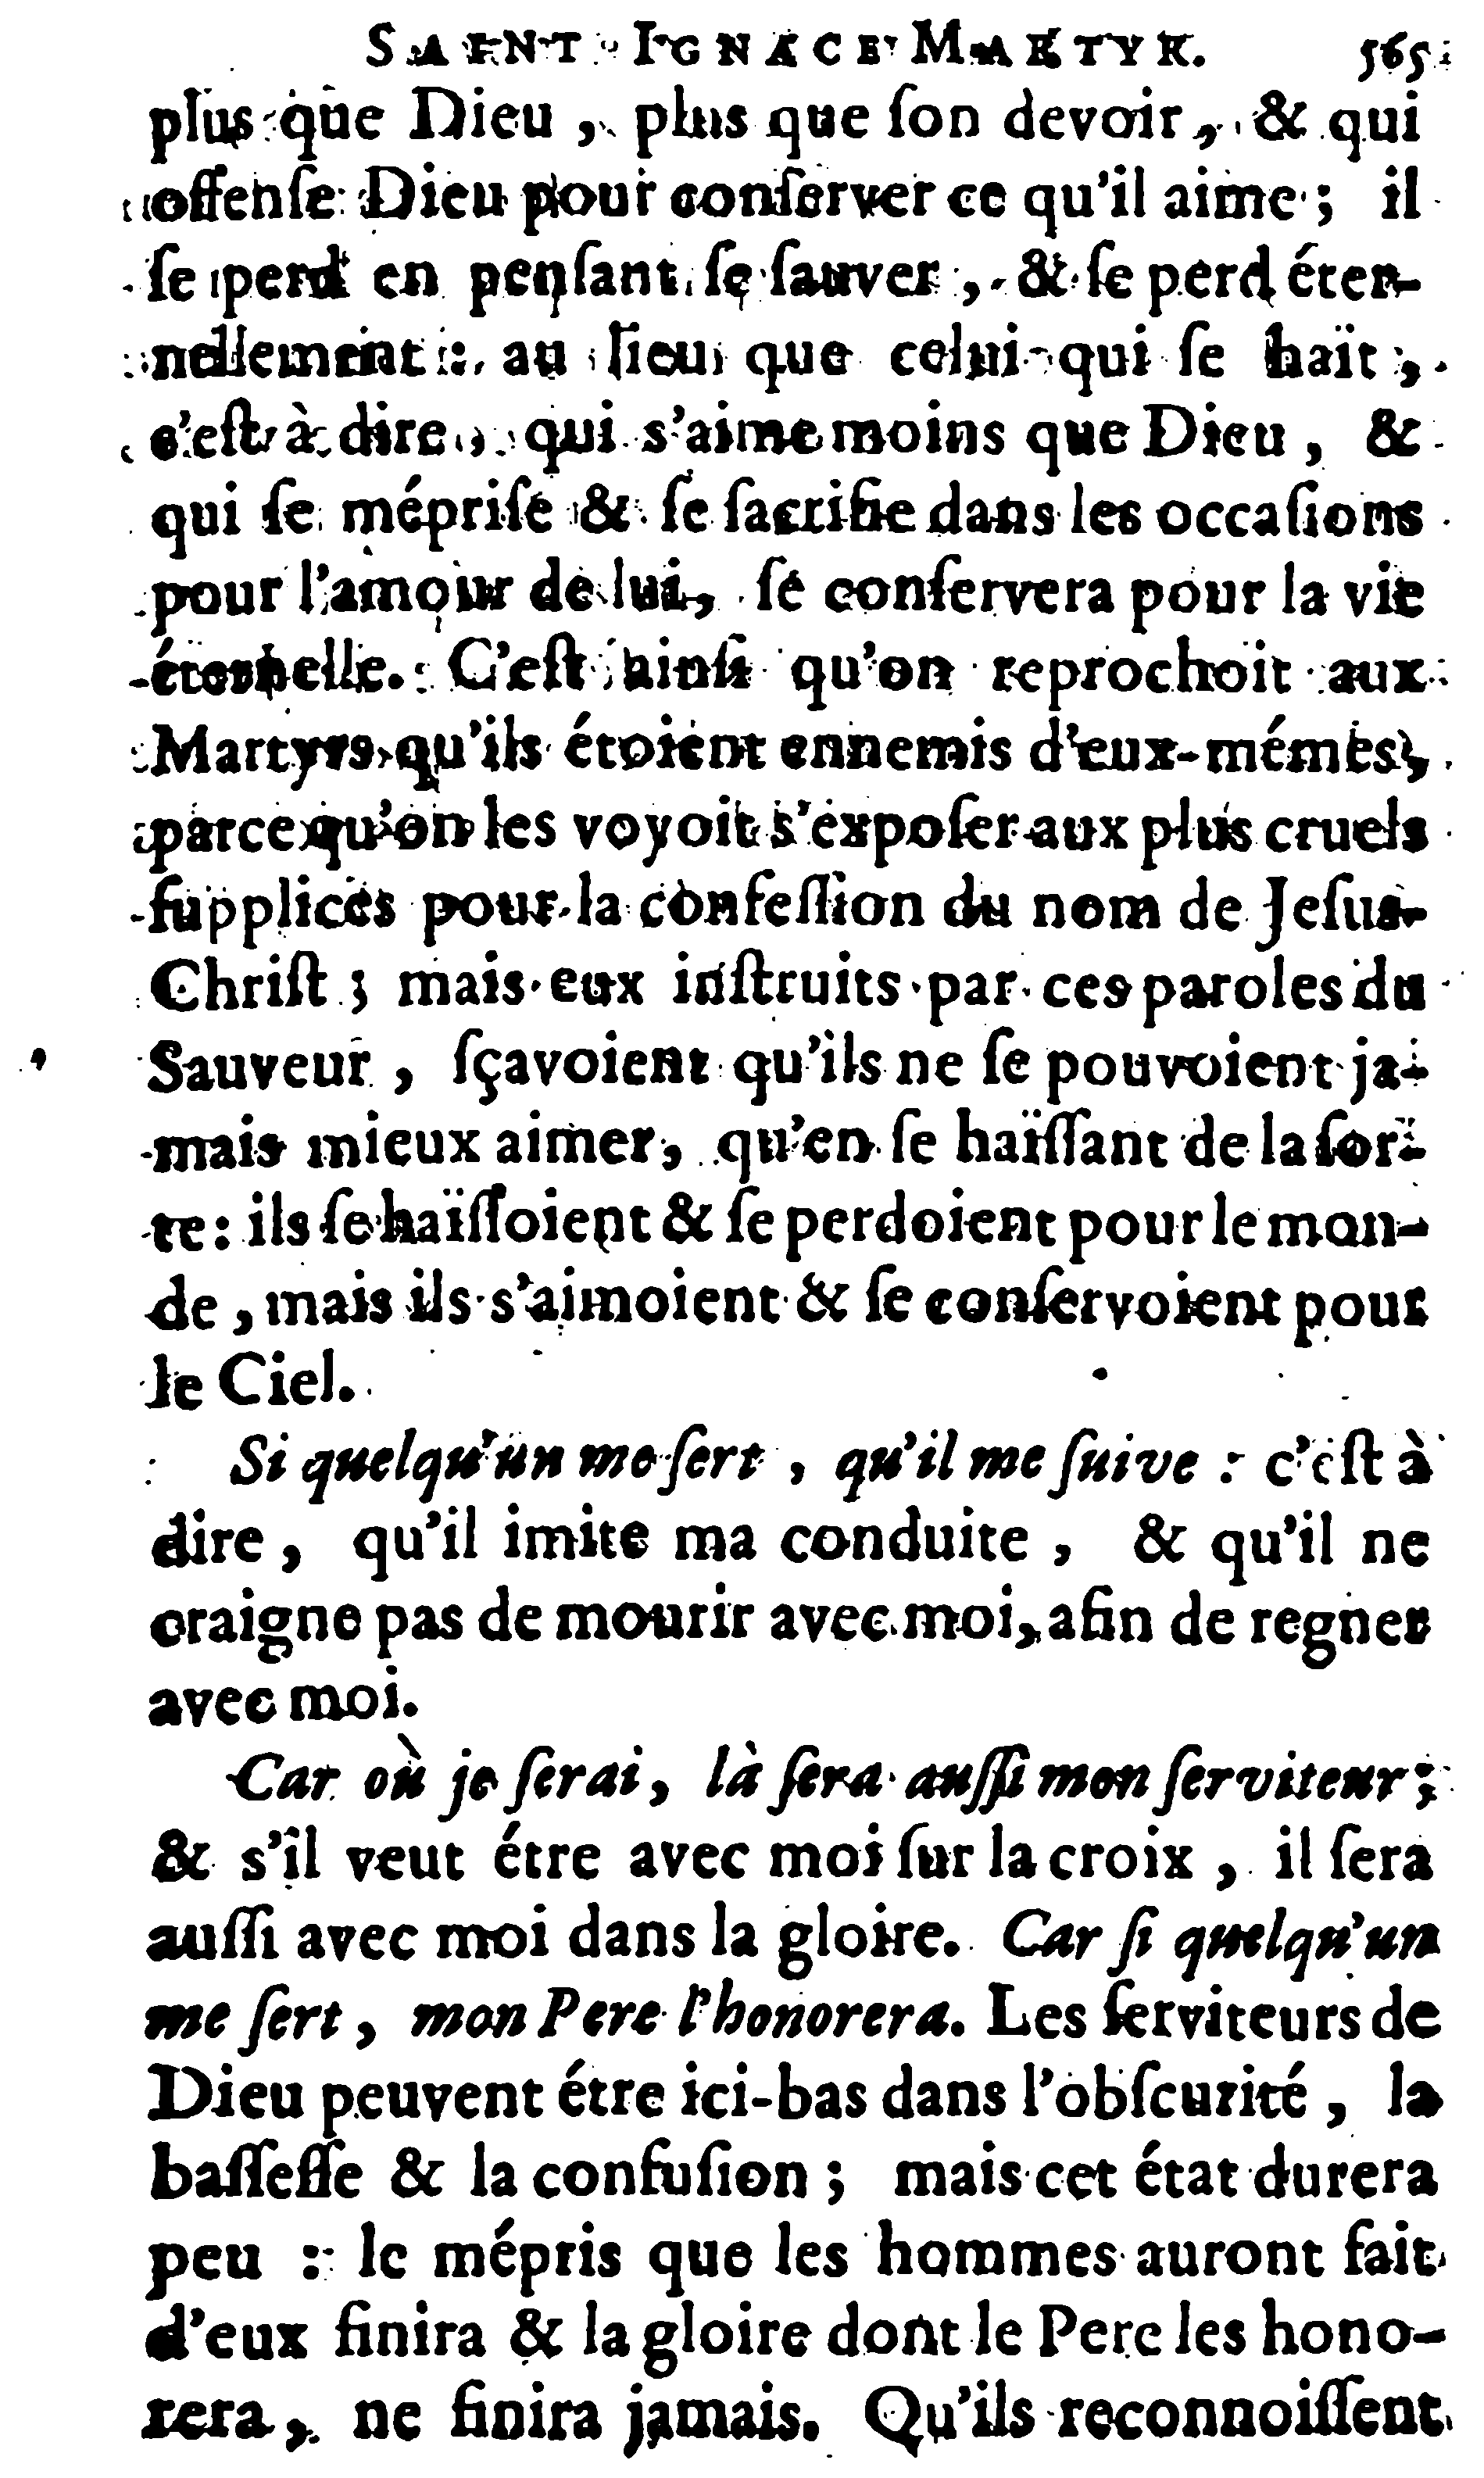 SAINT IGNACE MARTYR. 565
plus que Dieu, plus que ſon devoir, & qui
offenſe Dieu pour conſerver ce qu'il aime; il
ſe perd en penſant ſe ſauver, & ſe perd éter-
nellement: au lieu que celui qui ſe haït,
c'eſt à dire, qui s'aime moins que Dieu, &
qui ſe mépriſe & ſe ſacrifie dans les occaſions
pour l'amour de lui, ſe conſervera pour la vie
éternelle. C'eſt ainſi qu'on reprochoit aux
Martyrs qu'ils étoient ennemis d'eux-mémes,
parce qu'on les voyoit s'expoſer aux plus cruels
ſupplices pour la confeſſion du nom de Jeſus-
Chriſt; mais eux inſtruits par ces paroles du
Sauveur, ſçavoient qu'ils ne ſe pouvoient ja-
mais mieux aimer, qu'en ſe haïſſant de la ſor-
te: ils ſe haïſſoient & ſe perdoient pour le mon-
de, mais ils s'aimoient & ſe conſervoient pour
le Ciel.
Si quelqu'un me ſert, qu'il me ſuive: c'eſt à
dire, qu'il imite ma conduite, & qu'il ne
craigne pas de mourir avec moi, afin de regner
avec moi.
Car où je ſerai, là ſera auſſi mon ſerviteur;
& s'il veut étre avec moi ſur la croix, il ſera
auſſi avec moi dans la gloire. Car ſi quelqu'un
me ſert, mon Pere l'honorera. Les ſerviteurs de
Dieu peuvent étre ici-bas dans l'obſcurité, la
baſſeſſe & la confuſion; mais cet état durera
peu: le mépris que les hommes auront fait
d'eux finira & la gloire dont le Pere les hono-
rera, ne finira jamais. Qu'ils reconnoiſſent